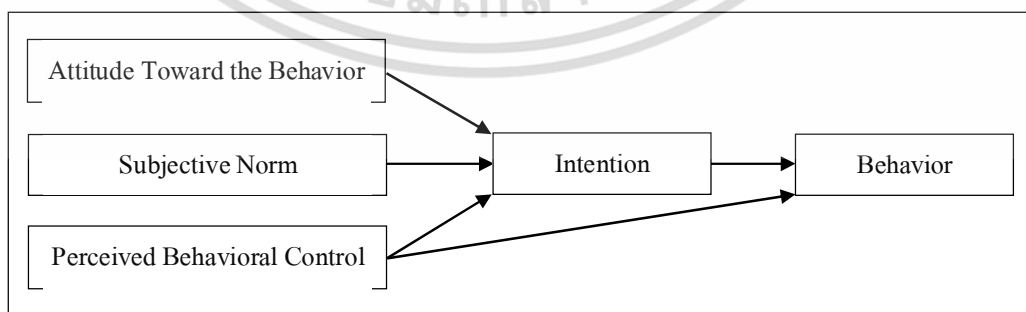 Attitude Toward the Behavior
Subjective Norm
Intention
Behavior
Perceived Behavioral Control